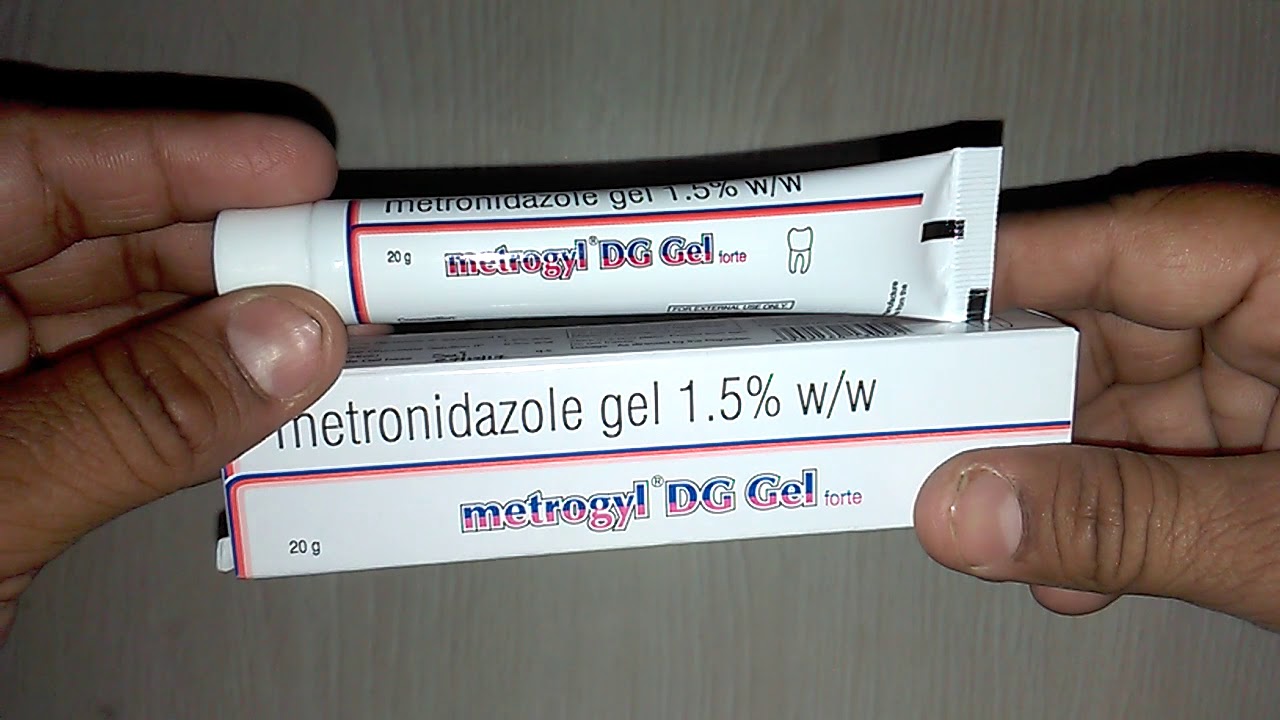 metronidazole gel 1.5% w/w
20 g
metrogyl® DG Gel forte
FOR EXTERNAL USE ONLY
metronidazole gel 1.5% w/w
metrogyl® DG Gel forte
20 g